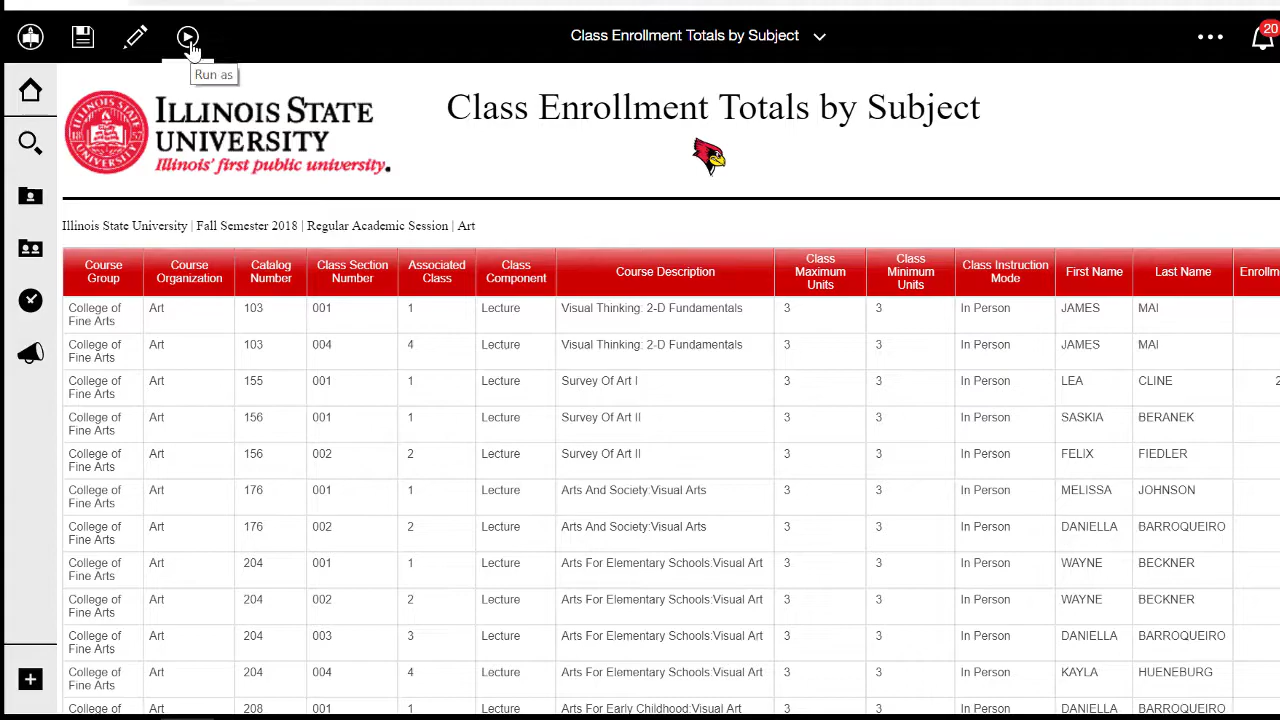 Class Enrollment Totals by Subject
20
Run as
ILLINOIS STATE
UNIVERSITY
Illinois' first public university.
18 57
Class Enrollment Totals by Subject
Illinois State University | Fall Semester 2018 | Regular Academic Session | Art
Course Group Course Organization Catalog Number Class Section Number Associated Class Class Component Course Description Class Maximum Units Class Minimum Units Class Instruction Mode First Name Last Name
College of Fine Arts Art 103 001 1 Lecture Visual Thinking: 2-D Fundamentals 3 3 In Person JAMES MAI
College of Fine Arts Art 103 004 4 Lecture Visual Thinking: 2-D Fundamentals 3 3 In Person JAMES MAI
College of Fine Arts Art 155 001 1 Lecture Survey Of Art I 3 3 In Person LEA CLINE 2
College of Fine Arts Art 156 001 1 Lecture Survey Of Art II 3 3 In Person SASKIA BERANEK
College of Fine Arts Art 156 002 2 Lecture Survey Of Art II 3 3 In Person FELIX FIEDLER
College of Fine Arts Art 176 001 1 Lecture Arts And Society:Visual Arts 3 3 In Person MELISSA JOHNSON
College of Fine Arts Art 176 002 2 Lecture Arts And Society:Visual Arts 3 3 In Person DANIELLA BARROQUEIRO
College of Fine Arts Art 204 001 1 Lecture Arts For Elementary Schools:Visual Art 3 3 In Person WAYNE BECKNER
College of Fine Arts Art 204 002 2 Lecture Arts For Elementary Schools:Visual Art 3 3 In Person WAYNE BECKNER
College of Fine Arts Art 204 003 3 Lecture Arts For Elementary Schools:Visual Art 3 3 In Person DANIELLA BARROQUEIRO
College of Fine Arts Art 204 004 4 Lecture Arts For Elementary Schools:Visual Art 3 3 In Person KAYLA HUENEBURG
College of Art 208 001 1 Lecture Arts For Early Childhood:Visual Art 3 3 In Person DANIELLA BARROQUEIRO